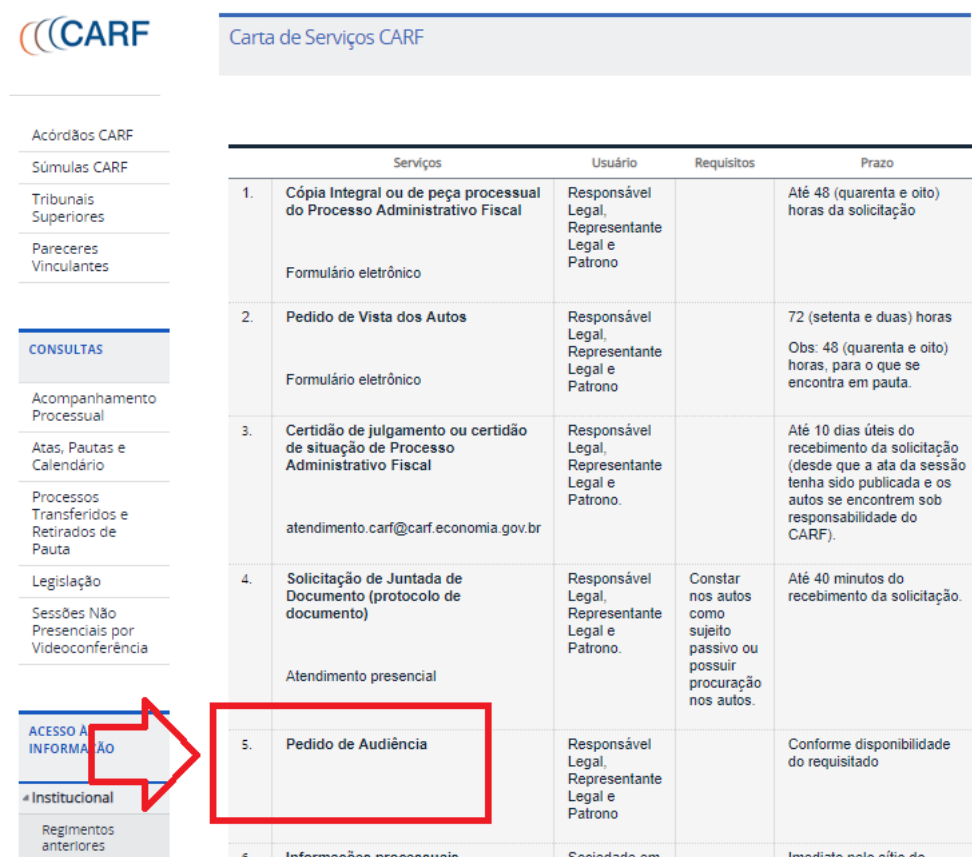 CARF
Carta de Serviços CARF
Acórdãos CARF
Súmulas CARF
Tribunais
Superiores
Pareceres
Vinculantes
CONSULTAS
Acompanhamento
Processual
Atas, Pautas e
Calendário
Processos
Transferidos e
Retirados de
Pauta
Legislação
Sessões Não
Presenciais por
Videoconferência
ACESSO À
INFORMAÇÃO
Institucional
Regimentos
anteriores
Serviços Usuário Requisitos Prazo
1. Cópia Integral ou de peça processual
do Processo Administrativo Fiscal
Formulário eletrônico
Responsável
Legal,
Representante
Legal e
Patrono
Até 48 (quarenta e oito)
horas da solicitação
2. Pedido de Vista dos Autos
Formulário eletrônico
Responsável
Legal,
Representante
Legal e
Patrono
72 (setenta e duas) horas
Obs: 48 (quarenta e oito)
horas, para o que se
encontra em pauta.
3. Certidão de julgamento ou certidão
de situação de Processo
Administrativo Fiscal
atendimento.carf@carf.economia.gov.br
Responsável
Legal,
Representante
Legal e
Patrono.
Até 10 dias úteis do
recebimento da solicitação
(desde que a ata da sessão
tenha sido publicada e os
autos se encontrem sob
responsabilidade do
CARF).
4. Solicitação de Juntada de
Documento (protocolo de
documento)
Atendimento presencial
Responsável
Legal,
Representante
Legal e
Patrono.
Constar
nos autos
como
sujeito
passivo ou
possuir
procuração
nos autos.
Até 40 minutos do
recebimento da solicitação.
5. Pedido de Audiência
Responsável
Legal,
Representante
Legal e
Patrono
Conforme disponibilidade
do requisitado
6. Informações processuais
Sociedade em
Imediato pelo sítio do